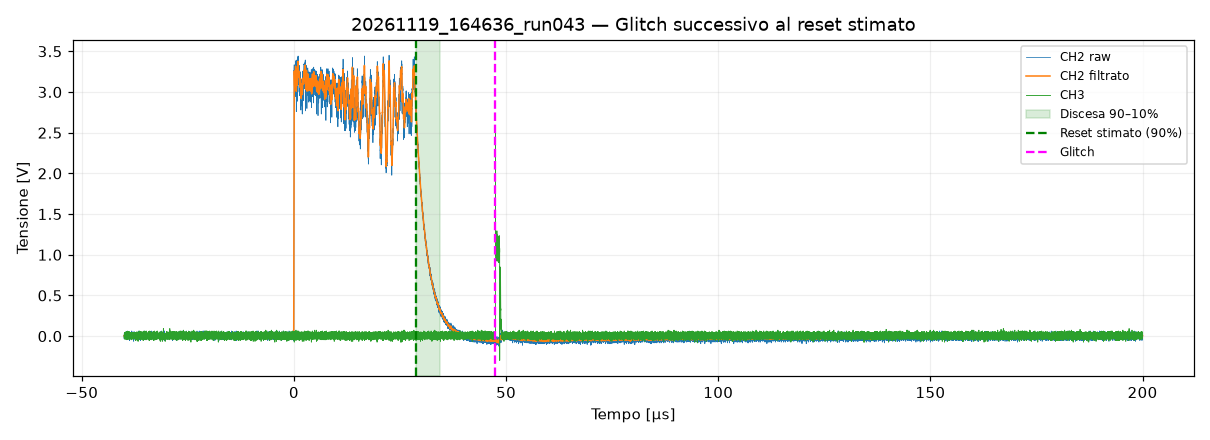 20261119_164636_run043 — Glitch successivo al reset stimato
Tensione [V]
3.5
3.0
2.5
2.0
1.5
1.0
0.5
0.0
CH2 raw
CH2 filtrato
CH3
Discesa 90–10%
Reset stimato (90%)
Glitch
−50
0
50
100
150
200
Tempo [μs]